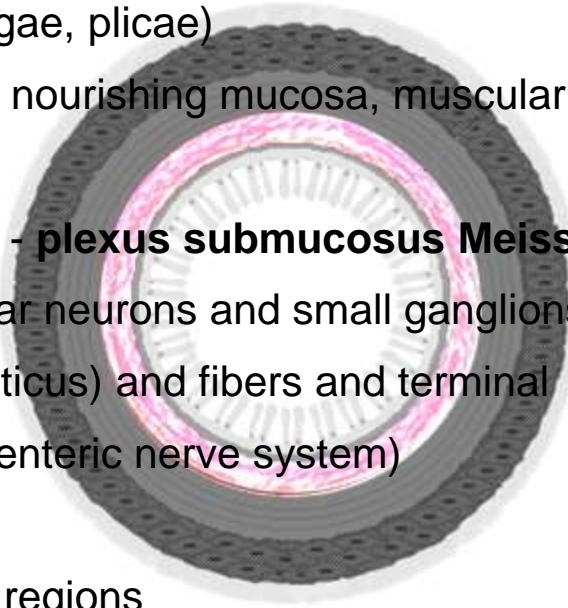 gae, plicae)
nourishing mucosa, muscular
- plexus submucosus Meiss
ar neurons and small ganglions
ticus) and fibers and terminal
enteric nerve system)
regions